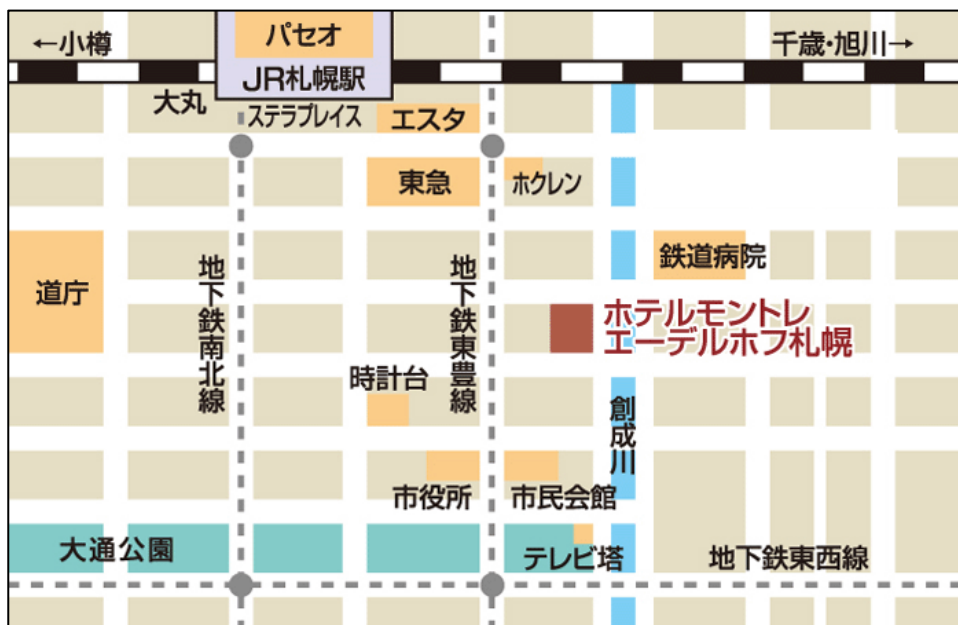 パセオ
←小樽
千歳・旭川→
JR札幌駅
大丸
ステラプレイス
エスタ
東急
ホクレン
鉄道病院
道庁
地下鉄南北線
地下鉄東豊線
ホテルモントレ
エーデルホフ札幌
時計台
創成川
市役所
市民会館
大通公園
テレビ塔
地下鉄東西線